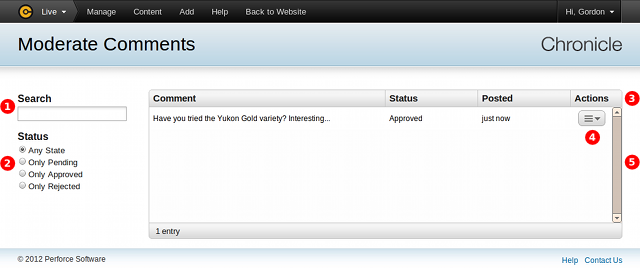 Live Manage Content Add Help Back to Website Hi, Gordon
Moderate Comments
Chronicle
1 Search
Comment Status Posted Actions 3
Have you tried the Yukon Gold variety? Interesting... Approved just now
4
Status
2
Any State
Only Pending
Only Approved
Only Rejected
5
1 entry
© 2012 Perforce Software
Help Contact Us